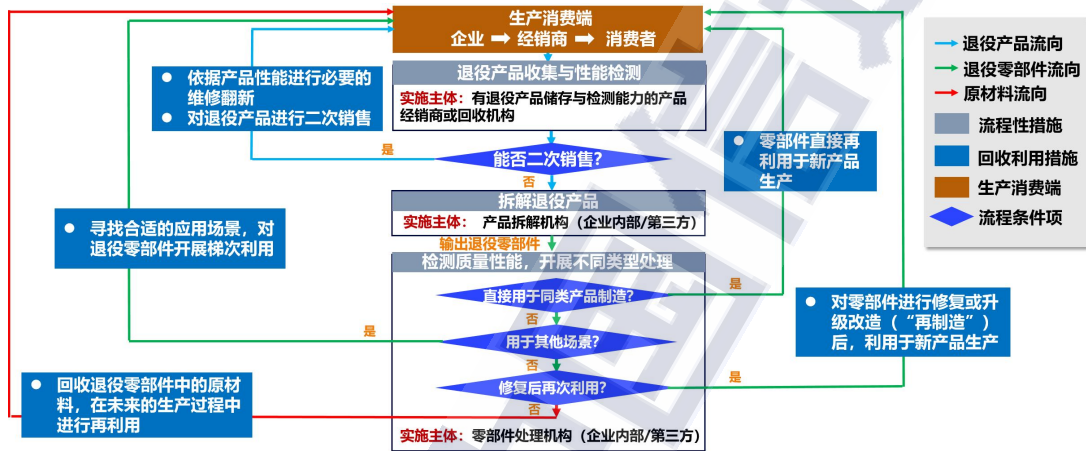 生产消费端
企业 ➡ 经销商 ➡ 消费者
退役产品收集与性能检测
实施主体：有退役产品储存与检测能力的产品
经销商或回收机构
● 依据产品性能进行必要的
维修翻新
● 对退役产品进行二次销售
是
能否二次销售？
否
● 零部件直接再
利用于新产品
生产
拆解退役产品
实施主体：产品拆解机构（企业内部/第三方）
输出退役零部件
● 寻找合适的应用场景，对
退役零部件开展梯次利用
检测质量性能，开展不同类型处理
直接用于同类产品制造？
是
否
用于其他场景？
是
否
● 对零部件进行修复或升
级改造（“再制造”）
后，利用于新产品生产
修复后再次利用？
是
否
● 回收退役零部件中的原材
料，在未来的生产过程中
进行再利用
实施主体：零部件处理机构（企业内部/第三方）
退役产品流向
退役零部件流向
原材料流向
流程性措施
回收利用措施
生产消费端
流程条件项